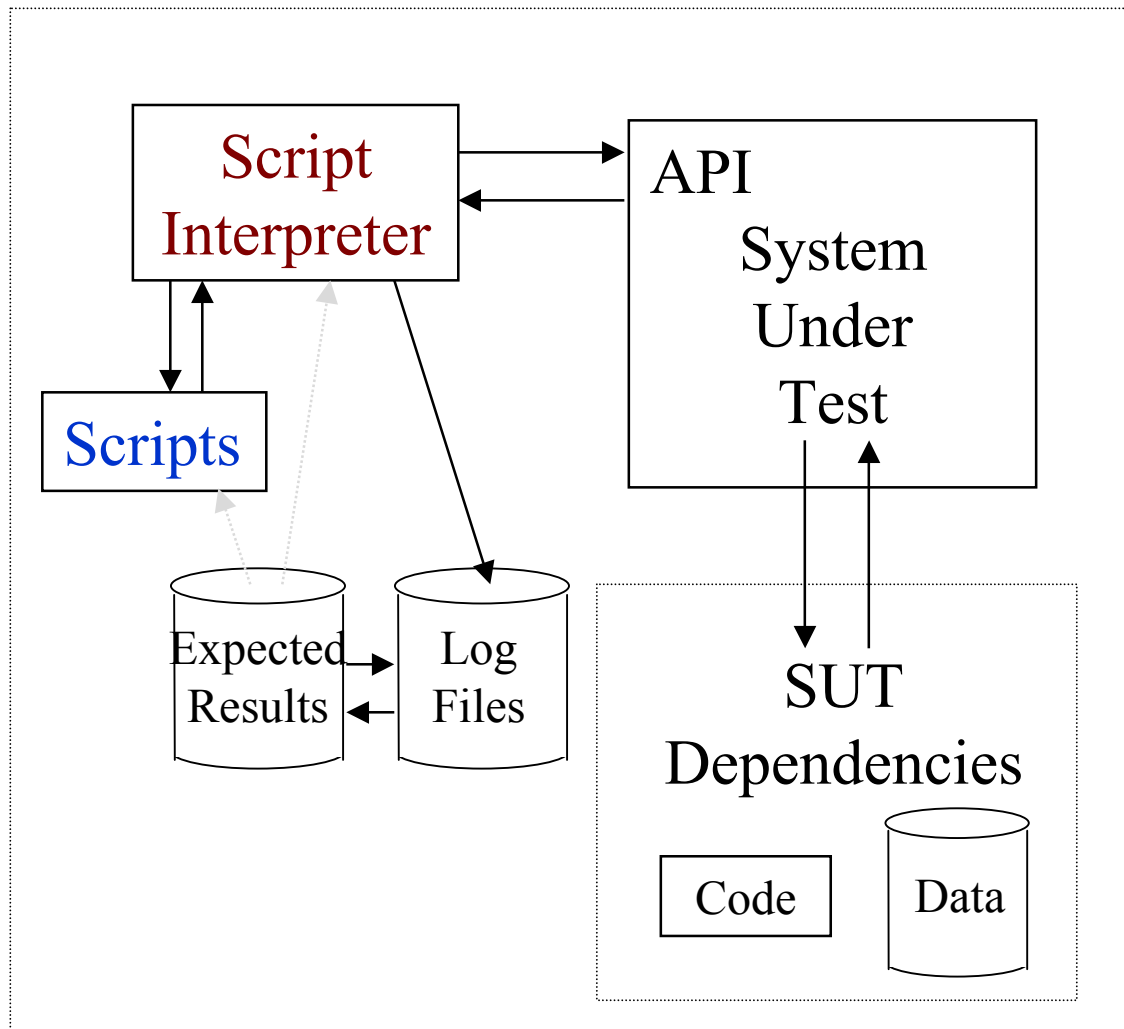 Script
Interpreter
API
System
Under
Test
Scripts
Expected
Results
Log
Files
SUT
Dependencies
Code
Data